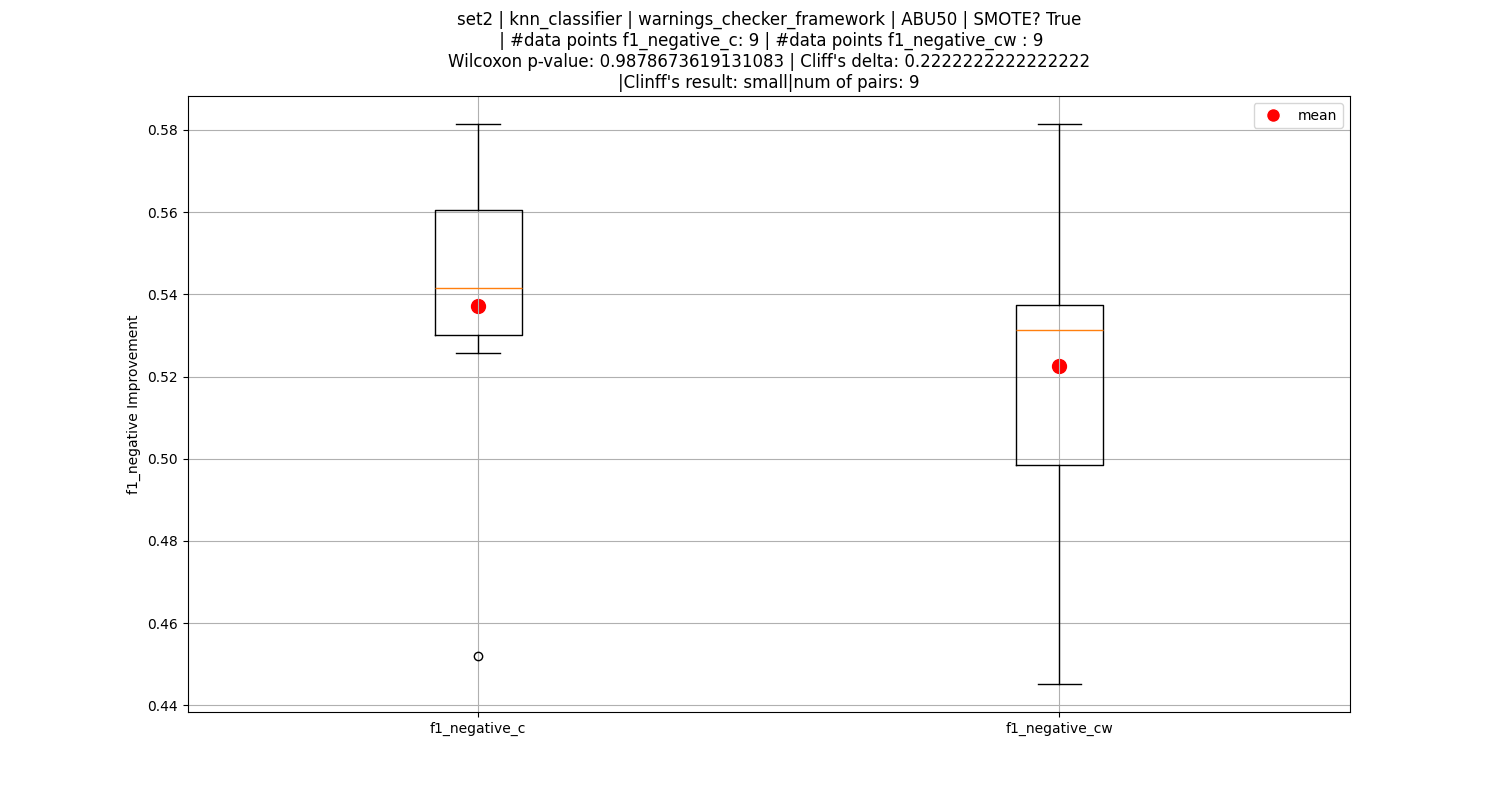 set2 | knn_classifier | warnings_checker_framework | ABU50 | SMOTE? True
| #data points f1_negative_c: 9 | #data points f1_negative_cw : 9
Wilcoxon p-value: 0.9878673619131083 | Cliff's delta: 0.2222222222222222
|Clinff's result: small|num of pairs: 9
mean
0.58
0.56
0.54
0.52
0.50
0.48
0.46
0.44
f1_negative Improvement
f1_negative_c
f1_negative_cw